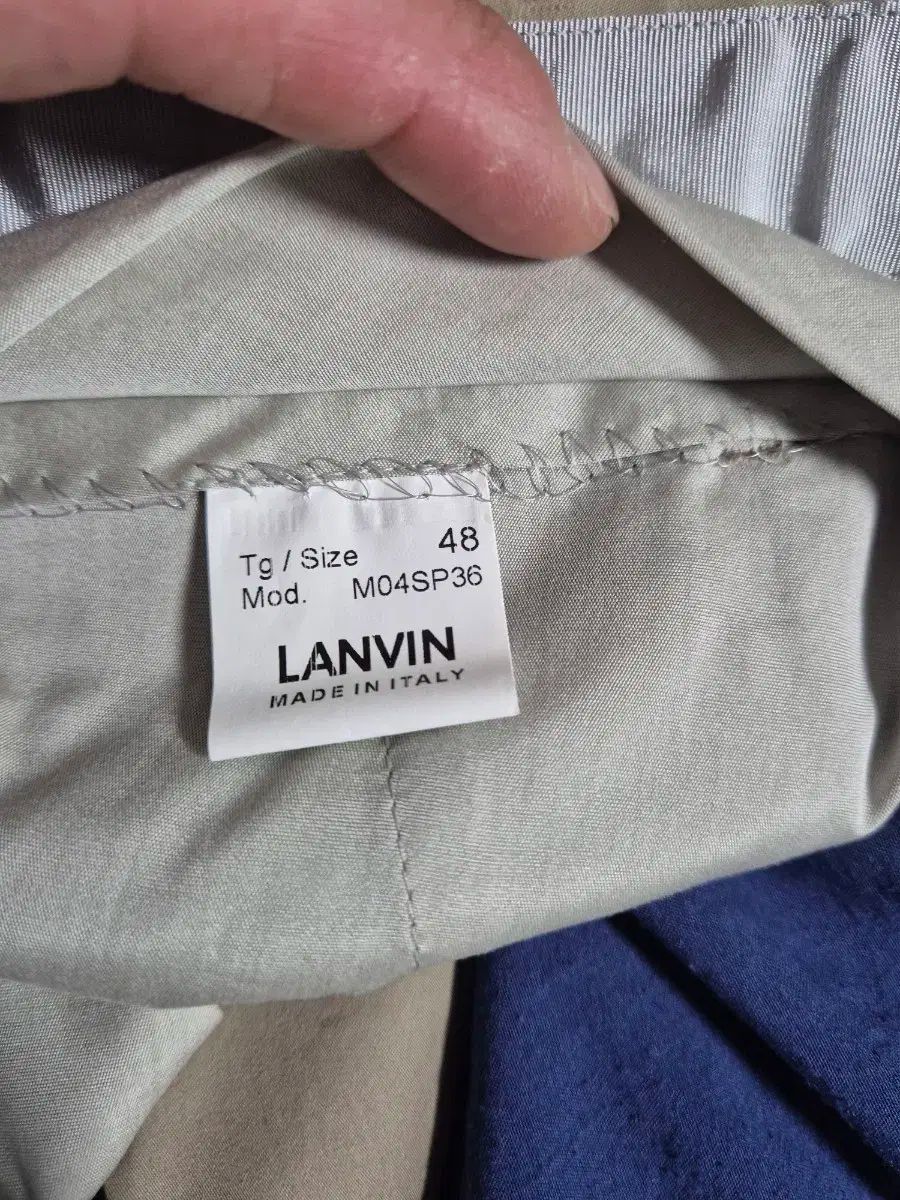 Tg / Size 48
Mod. M04SP36
LANVIN
MADE IN ITALY